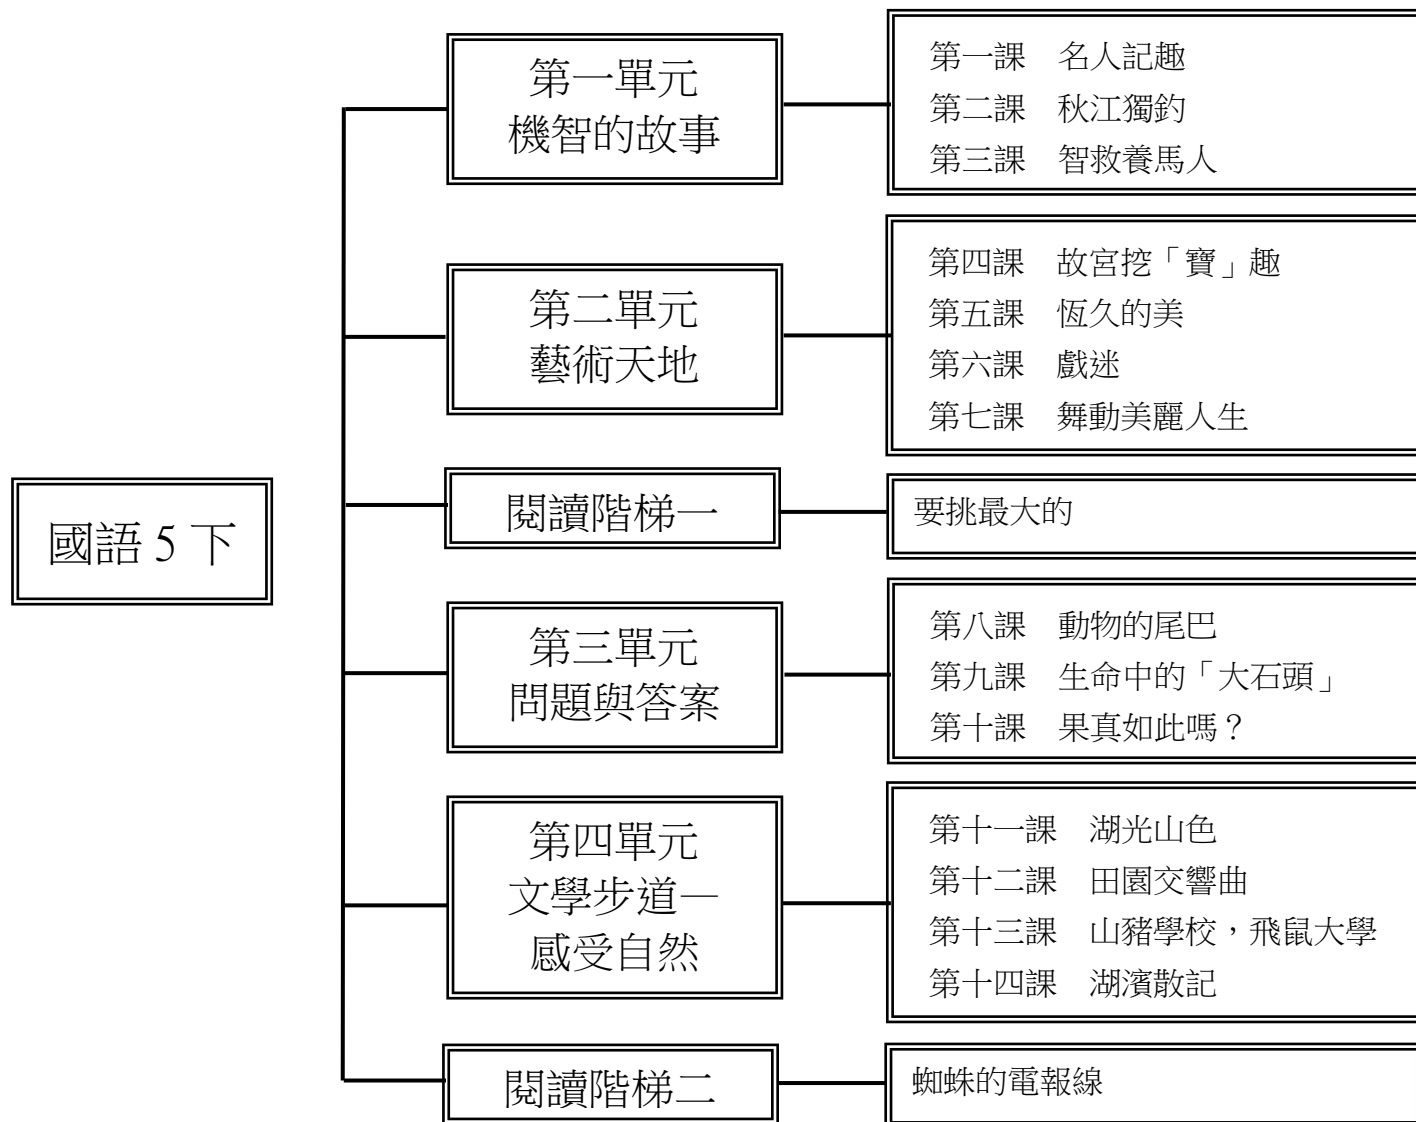 國語 5 下
第一單元
機智的故事
第一課　名人記趣
第二課　秋江獨釣
第三課　智救養馬人
第二單元
藝術天地
第四課　故宮挖「寶」趣
第五課　恆久的美
第六課　戲迷
第七課　舞動美麗人生
閱讀階梯一
要挑最大的
第三單元
問題與答案
第八課　動物的尾巴
第九課　生命中的「大石頭」
第十課　果真如此嗎？
第四單元
文學步道—
感受自然
第十一課　湖光山色
第十二課　田園交響曲
第十三課　山豬學校，飛鼠大學
第十四課　湖濱散記
閱讀階梯二
蜘蛛的電報線